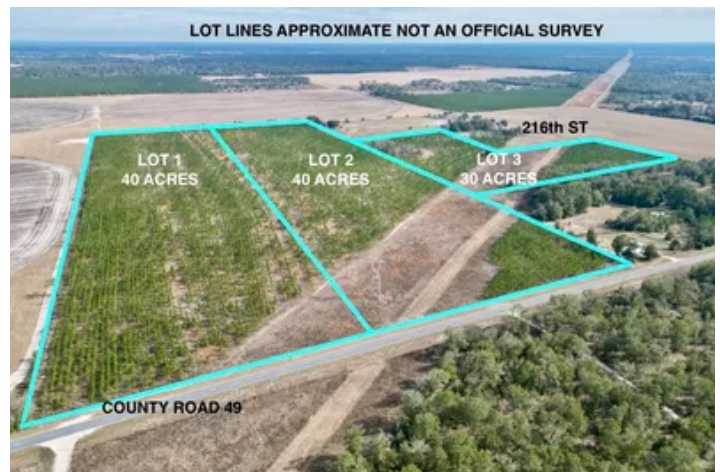 LOT LINES APPROXIMATE NOT AN OFFICIAL SURVEY
216th ST
LOT 1
40 ACRES
LOT 2
40 ACRES
LOT 3
30 ACRES
COUNTY ROAD 49